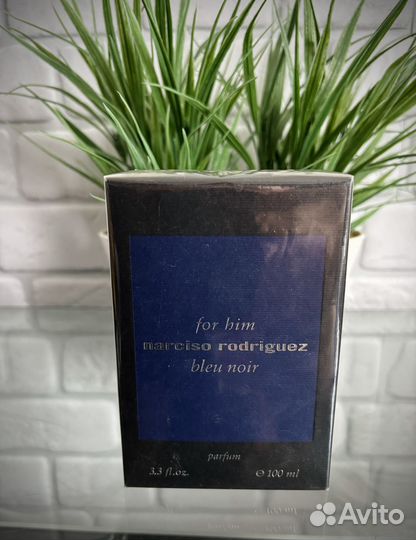 for him
narciso rodriguez
bleu noir
parfum
3.3 fl.oz. ℮ 100 ml
Avito